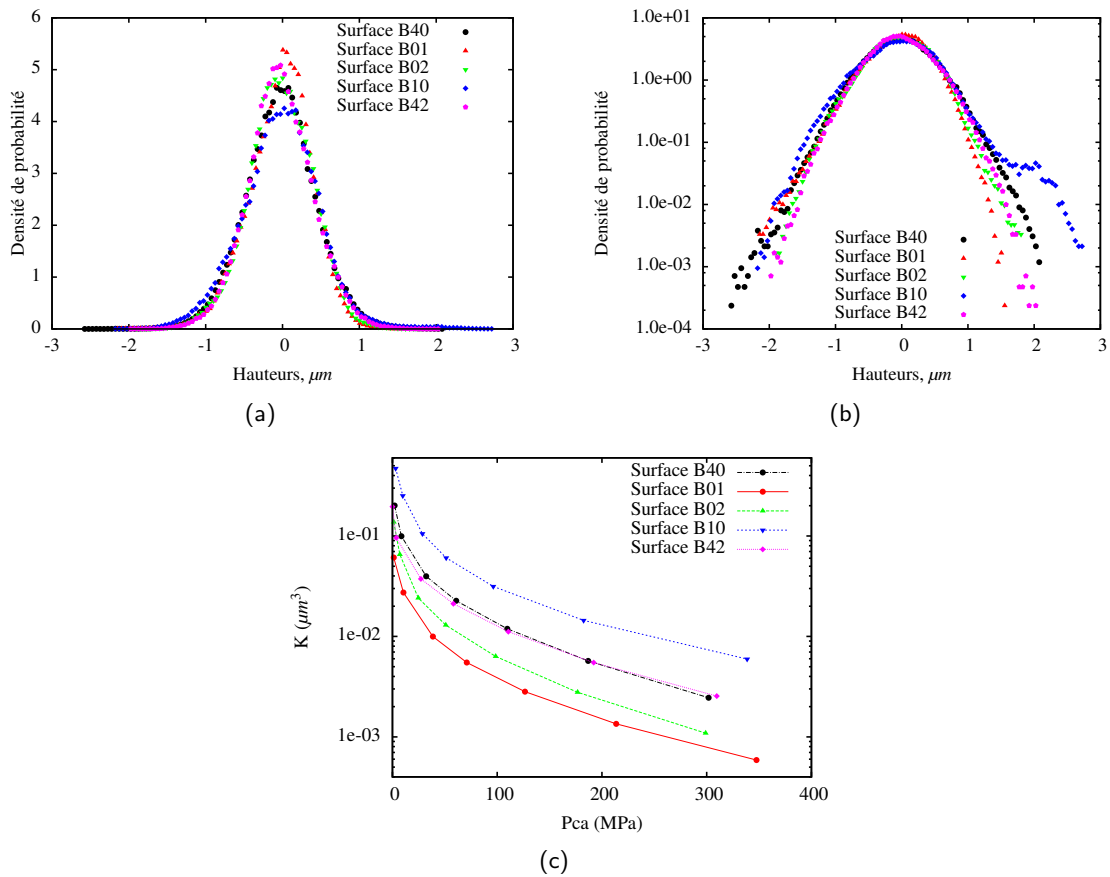 6
5
4
3
2
1
0
-3
-2
-1
0
1
2
3
Densité de probabilité
Hauteurs, μm
Surface B40
Surface B01
Surface B02
Surface B10
Surface B42
(a)
1.0e+01
1.0e+00
1.0e-01
1.0e-02
1.0e-03
1.0e-04
-3
-2
-1
0
1
2
3
Densité de probabilité
Hauteurs, μm
Surface B40
Surface B01
Surface B02
Surface B10
Surface B42
(b)
1e-01
1e-02
1e-03
0
100
200
300
400
K (μm³)
Pca (MPa)
Surface B40
Surface B01
Surface B02
Surface B10
Surface B42
(c)